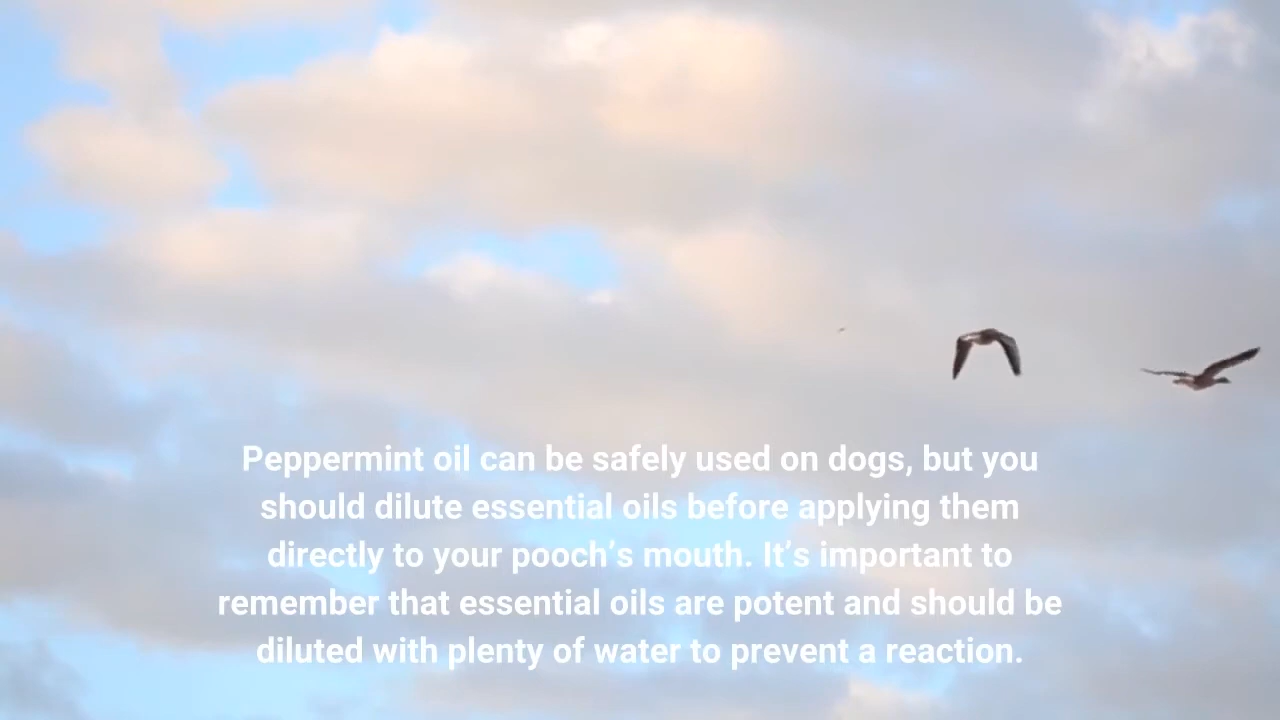 Peppermint oil can be safely used on dogs, but you
should dilute essential oils before applying them
directly to your pooch’s mouth. It’s important to
remember that essential oils are potent and should be
diluted with plenty of water to prevent a reaction.